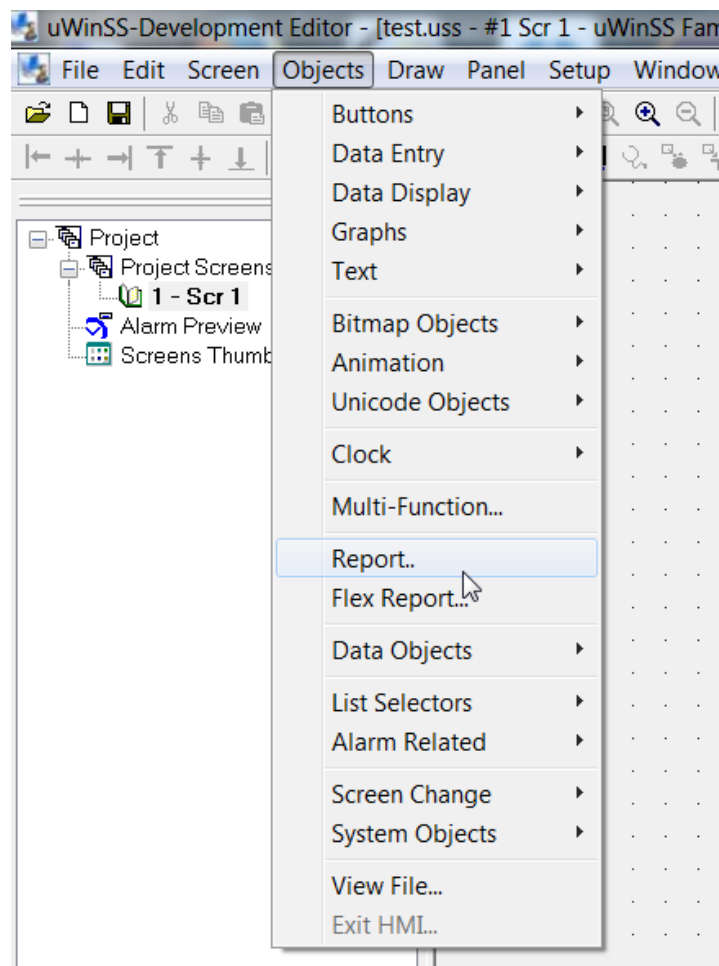 uWinSS-Development Editor - [test.uss - #1 Scr 1 - uWinSS Fam
File Edit Screen Objects Draw Panel Setup Window
Buttons
Data Entry
Data Display
Graphs
Text
Bitmap Objects
Animation
Unicode Objects
Clock
Multi-Function...
Report..
Flex Report...
Data Objects
List Selectors
Alarm Related
Screen Change
System Objects
View File...
Exit HMI...
Project
Project Screens
1 - Scr 1
Alarm Preview
Screens Thumb